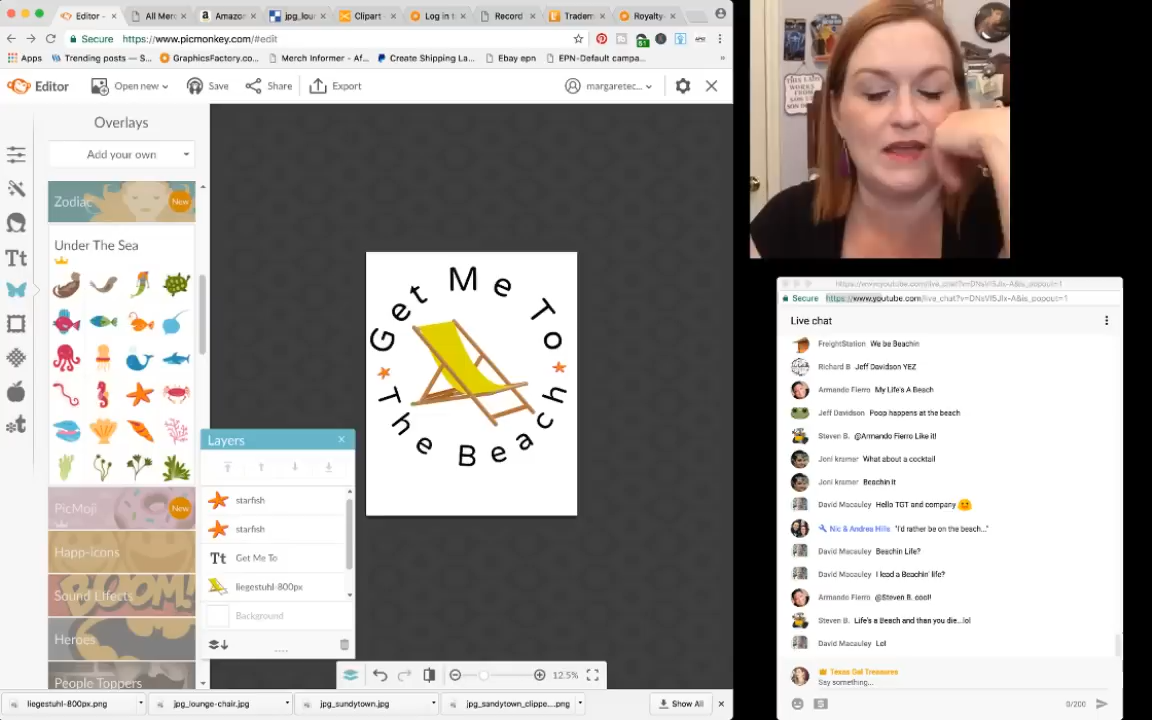 Editor -
All Merc
Amazon
jpg_lour
Clipart -
Log in t
Record
Tradem
Royalty-
Secure https://www.picmonkey.com/#edit
Apps
Trending posts — S...
GraphicsFactory.co...
Merch Informer - Af...
Create Shipping La...
Ebay epn
EPN-Default campa...
Editor
Open new
Save
Share
Export
margaretec...
Overlays
Add your own
Zodiac
New
Under The Sea
PicMoji
New
Happ-icons
Sound Effects
BOOM!
Heroes
People Toppers
Get Me To
The Beach
Layers
starfish
starfish
Tt Get Me To
liegestuhl-800px
Background
12.5%
liegestuhl-800px.png
jpg_lounge-chair.jpg
jpg_sundytown.jpg
jpg_sandytown_clippe....png
Show All
THIS LADY
WORKS
FROM
Secure https://www.youtube.com/live_chat?v=DNsVl5Jlx-A&is_popout=1
Live chat
FreightStation We be Beachin
Richard B Jeff Davidson YEZ
Armando Fierro My Life's A Beach
Jeff Davidson Poop happens at the beach
Steven B. @Armando Fierro Like it!
Joni kramer What about a cocktail
Joni kramer Beachin it
David Macauley Hello TGT and company
Nic & Andrea Hills "I'd rather be on the beach..."
David Macauley Beachin Life?
David Macauley I lead a Beachin' life?
Armando Fierro @Steven B. cool!
Steven B. Life's a Beach and than you die...lol
David Macauley Lol
Texas Gal Treasures
Say something...
0/200